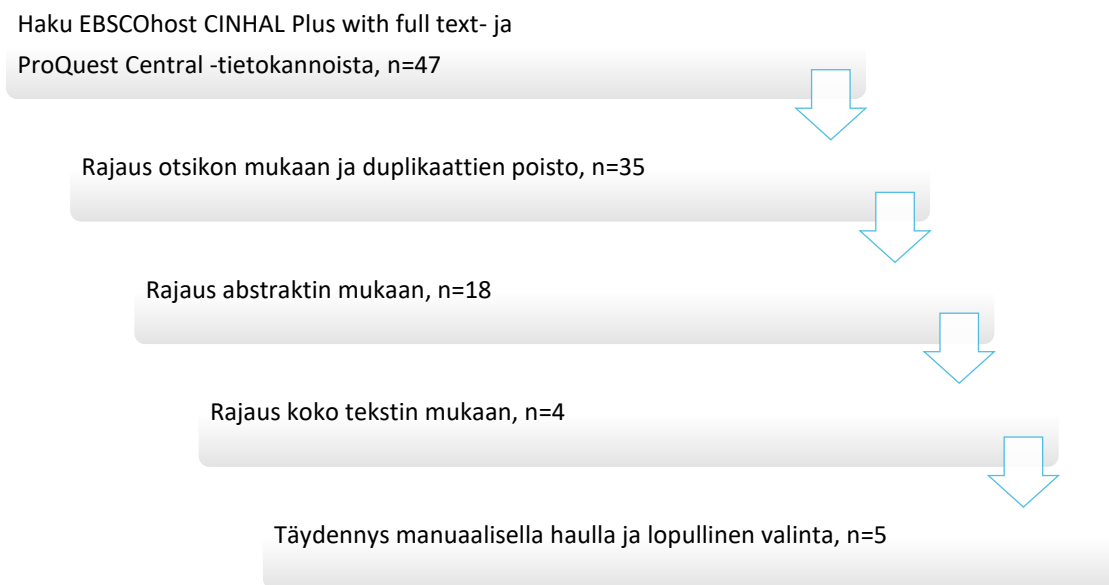 Haku EBSCOhost CINHAL Plus with full text- ja
ProQuest Central -tietokannoista, n=47
Rajaus otsikon mukaan ja duplikaattien poisto, n=35
Rajaus abstraktin mukaan, n=18
Rajaus koko tekstin mukaan, n=4
Täydennys manuaalisella haulla ja lopullinen valinta, n=5